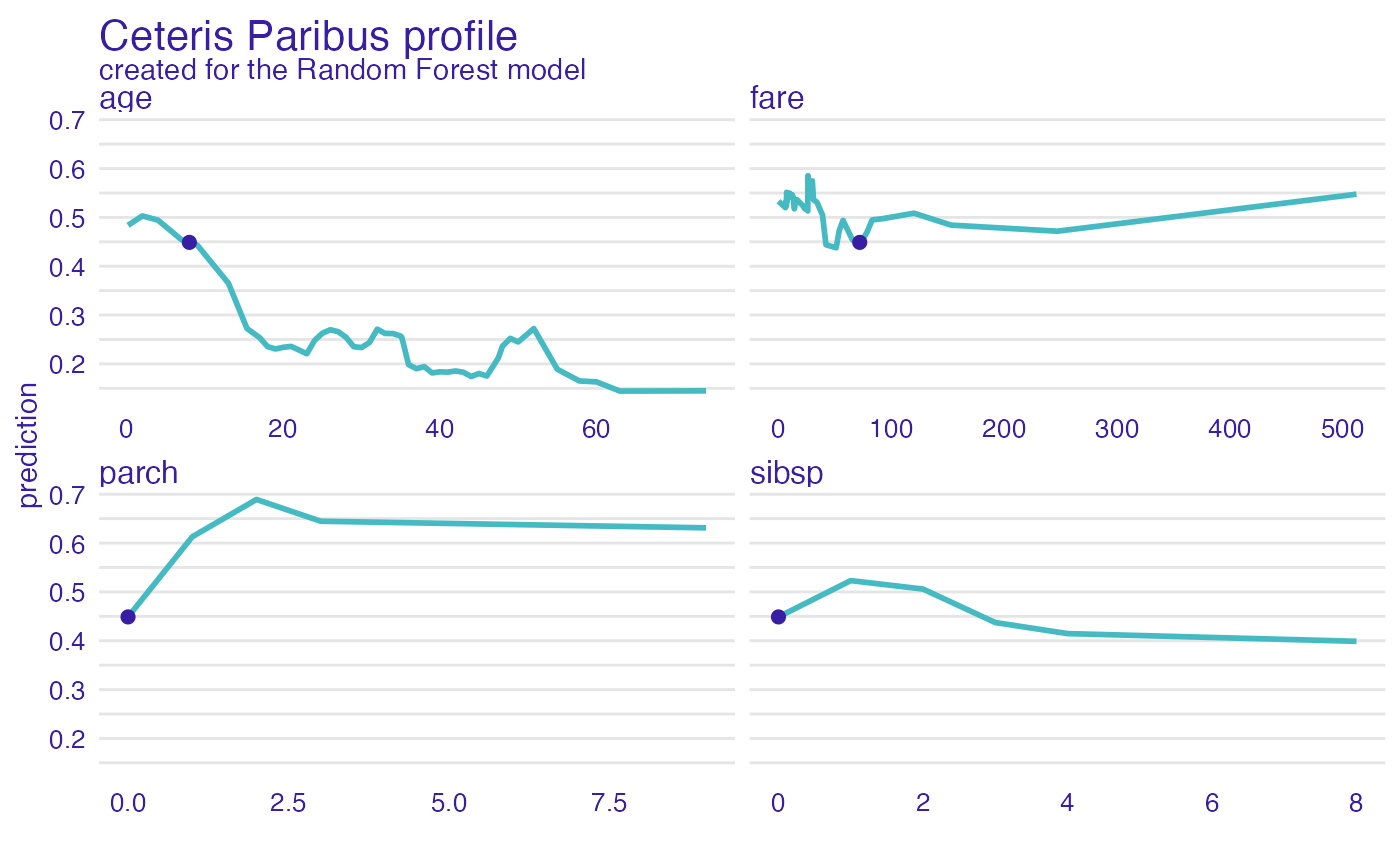 Ceteris Paribus profile
created for the Random Forest model
age
fare
0.7
0.6
0.5
0.4
0.3
0.2
0 20 40 60
0 100 200 300 400 500
prediction
parch
sibsp
0.7
0.6
0.5
0.4
0.3
0.2
0.0 2.5 5.0 7.5
0 2 4 6 8